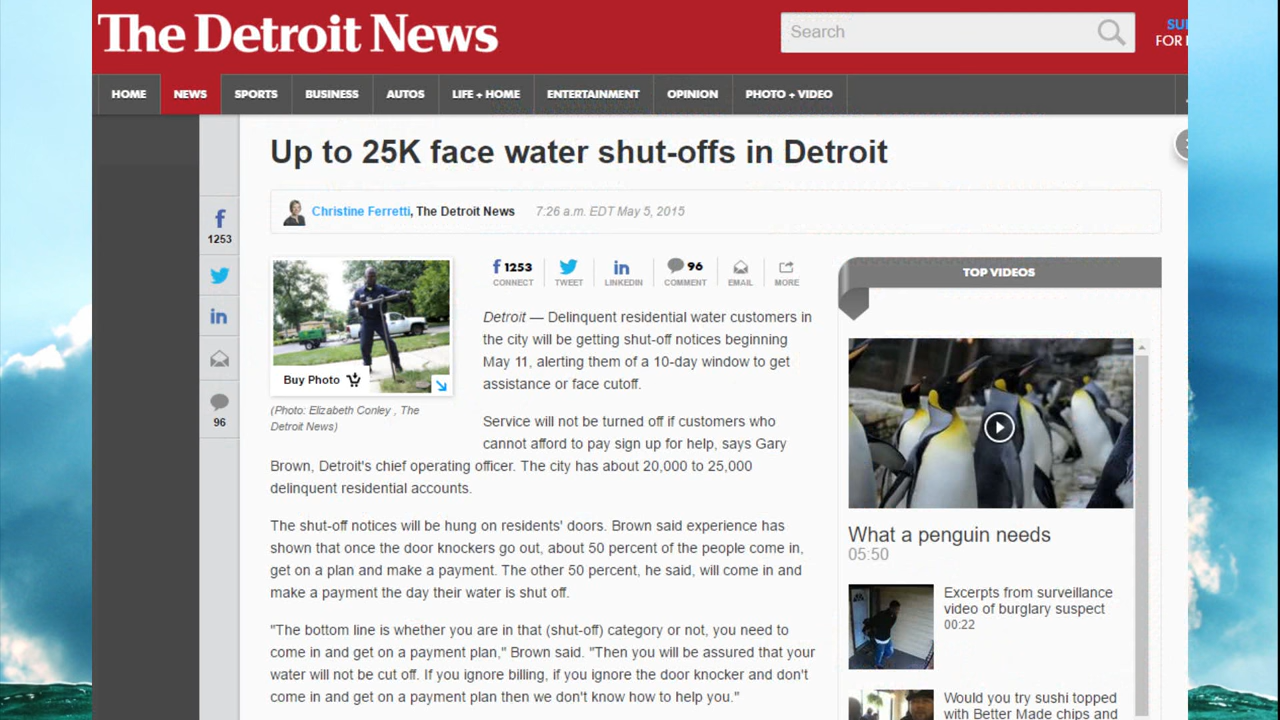 The Detroit News
Search
SU
FOR
HOME NEWS SPORTS BUSINESS AUTOS LIFE + HOME ENTERTAINMENT OPINION PHOTO + VIDEO
Up to 25K face water shut-offs in Detroit
Christine Ferretti, The Detroit News 7:26 a.m. EDT May 5, 2015
1253
96
Buy Photo
(Photo: Elizabeth Conley , The
Detroit News)
1253 96
CONNECT TWEET LINKEDIN COMMENT EMAIL MORE
Detroit — Delinquent residential water customers in
the city will be getting shut-off notices beginning
May 11, alerting them of a 10-day window to get
assistance or face cutoff.
Service will not be turned off if customers who
cannot afford to pay sign up for help, says Gary
Brown, Detroit's chief operating officer. The city has about 20,000 to 25,000
delinquent residential accounts.
The shut-off notices will be hung on residents' doors. Brown said experience has
shown that once the door knockers go out, about 50 percent of the people come in,
get on a plan and make a payment. The other 50 percent, he said, will come in and
make a payment the day their water is shut off.
"The bottom line is whether you are in that (shut-off) category or not, you need to
come in and get on a payment plan," Brown said. "Then you will be assured that your
water will not be cut off. If you ignore billing, if you ignore the door knocker and don't
come in and get on a payment plan then we don't know how to help you."
TOP VIDEOS
What a penguin needs
05:50
Excerpts from surveillance
video of burglary suspect
00:22
Would you try sushi topped
with Better Made chips and